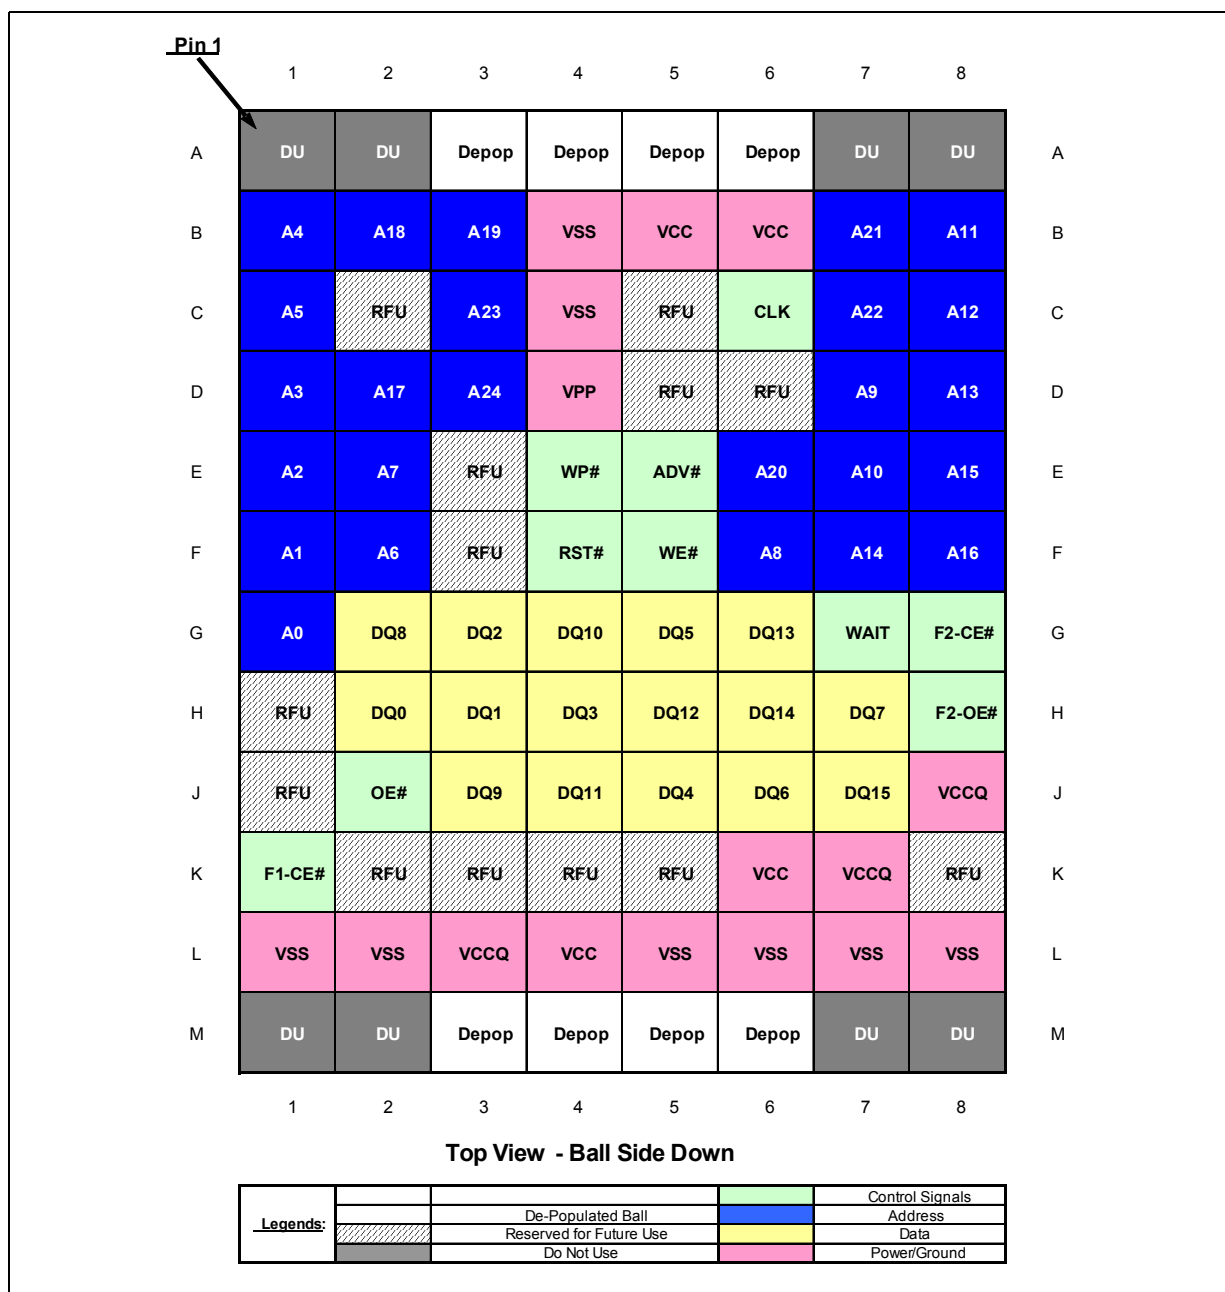 Pin 1
1 2 3 4 5 6 7 8
A DU DU Depop Depop Depop Depop DU DU A
B A4 A18 A19 VSS VCC VCC A21 A11 B
C A5 RFU A23 VSS RFU CLK A22 A12 C
D A3 A17 A24 VPP RFU RFU A9 A13 D
E A2 A7 RFU WP# ADV# A20 A10 A15 E
F A1 A6 RFU RST# WE# A8 A14 A16 F
G A0 DQ8 DQ2 DQ10 DQ5 DQ13 WAIT F2-CE# G
H RFU DQ0 DQ1 DQ3 DQ12 DQ14 DQ7 F2-OE# H
J RFU OE# DQ9 DQ11 DQ4 DQ6 DQ15 VCCQ J
K F1-CE# RFU RFU RFU RFU VCC VCCQ RFU K
L VSS VSS VCCQ VCC VSS VSS VSS VSS L
M DU DU Depop Depop Depop Depop DU DU M
1 2 3 4 5 6 7 8
Top View - Ball Side Down
Legends:
Control Signals
De-Populated Ball Address
Reserved for Future Use Data
Do Not Use Power/Ground